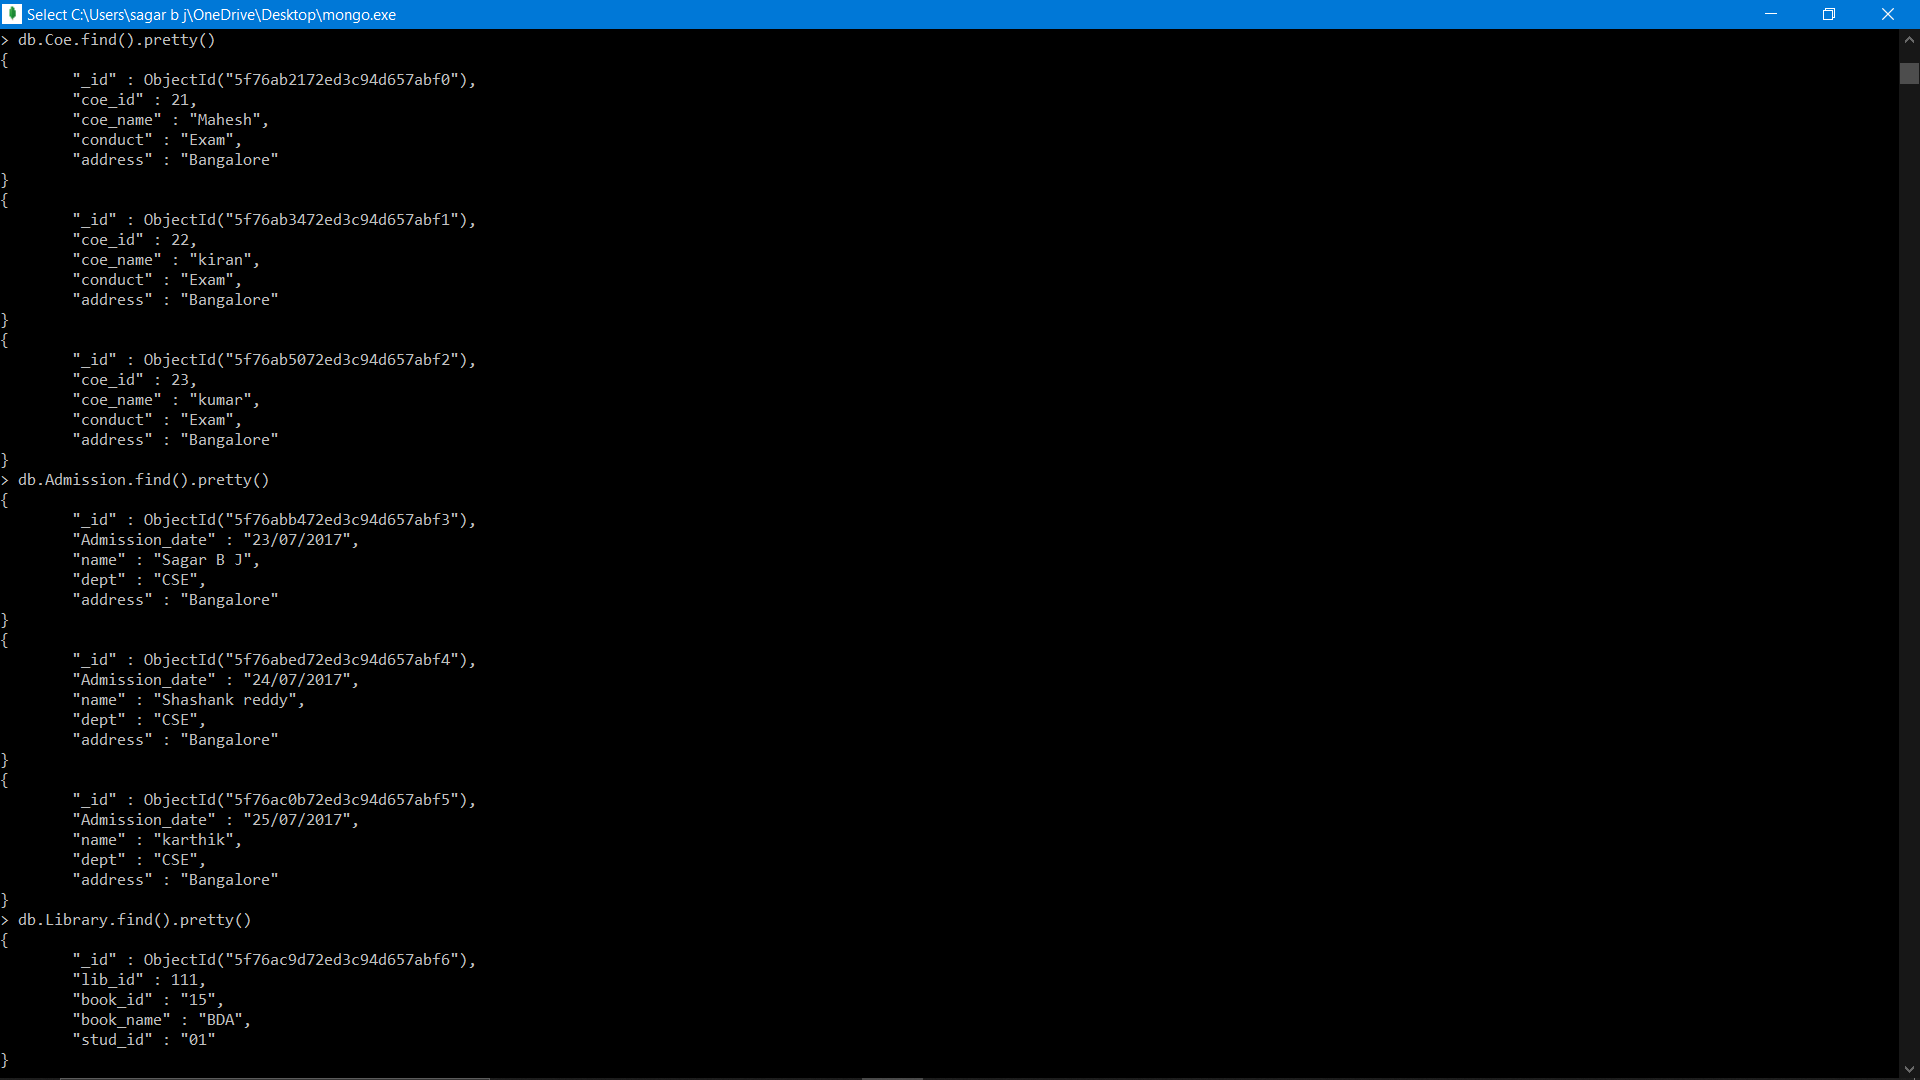 Select C:\Users\sagar b j\OneDrive\Desktop\mongo.exe
> db.Coe.find().pretty()
{
        "_id" : ObjectId("5f76ab2172ed3c94d657abf0"),
        "coe_id" : 21,
        "coe_name" : "Mahesh",
        "conduct" : "Exam",
        "address" : "Bangalore"
}
{
        "_id" : ObjectId("5f76ab3472ed3c94d657abf1"),
        "coe_id" : 22,
        "coe_name" : "kiran",
        "conduct" : "Exam",
        "address" : "Bangalore"
}
{
        "_id" : ObjectId("5f76ab5072ed3c94d657abf2"),
        "coe_id" : 23,
        "coe_name" : "kumar",
        "conduct" : "Exam",
        "address" : "Bangalore"
}
> db.Admission.find().pretty()
{
        "_id" : ObjectId("5f76abb472ed3c94d657abf3"),
        "Admission_date" : "23/07/2017",
        "name" : "Sagar B J",
        "dept" : "CSE",
        "address" : "Bangalore"
}
{
        "_id" : ObjectId("5f76abed72ed3c94d657abf4"),
        "Admission_date" : "24/07/2017",
        "name" : "Shashank reddy",
        "dept" : "CSE",
        "address" : "Bangalore"
}
{
        "_id" : ObjectId("5f76ac0b72ed3c94d657abf5"),
        "Admission_date" : "25/07/2017",
        "name" : "karthik",
        "dept" : "CSE",
        "address" : "Bangalore"
}
> db.Library.find().pretty()
{
        "_id" : ObjectId("5f76ac9d72ed3c94d657abf6"),
        "lib_id" : 111,
        "book_id" : "15",
        "book_name" : "BDA",
        "stud_id" : "01"
}